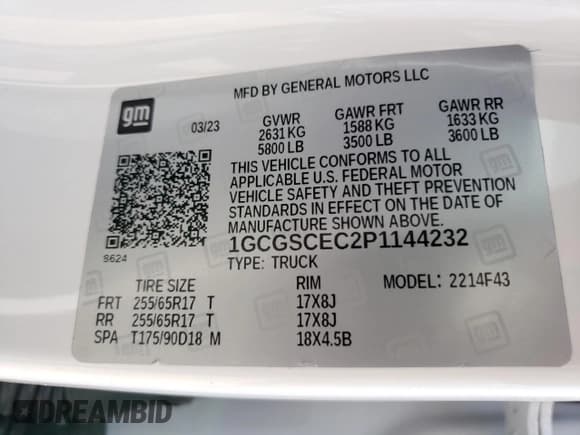 MFD BY GENERAL MOTORS LLC
gm
03/23
GVWR GAWR FRT GAWR RR
2631 KG 1588 KG 1633 KG
5800 LB 3500 LB 3600 LB
THIS VEHICLE CONFORMS TO ALL
APPLICABLE U.S. FEDERAL MOTOR
VEHICLE SAFETY AND THEFT PREVENTION
STANDARDS IN EFFECT ON THE DATE OF
MANUFACTURE SHOWN ABOVE.
1GCGSCEC2P1144232
S624
TYPE: TRUCK
MODEL: 2214F43
TIRE SIZE RIM
FRT 255/65R17 T 17X8J
RR 255/65R17 T 17X8J
SPA T175/90D18 M 18X4.5B
DREAMBID